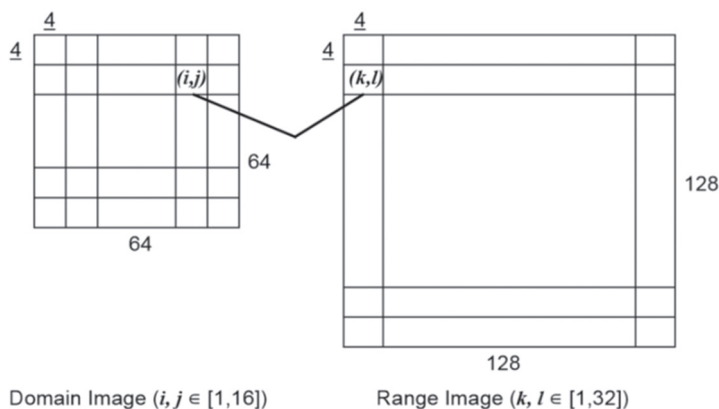 4
4
(i,j)
64
64
4
4
(k,l)
128
128
Domain Image (i, j ∈ [1,16])
Range Image (k, l ∈ [1,32])